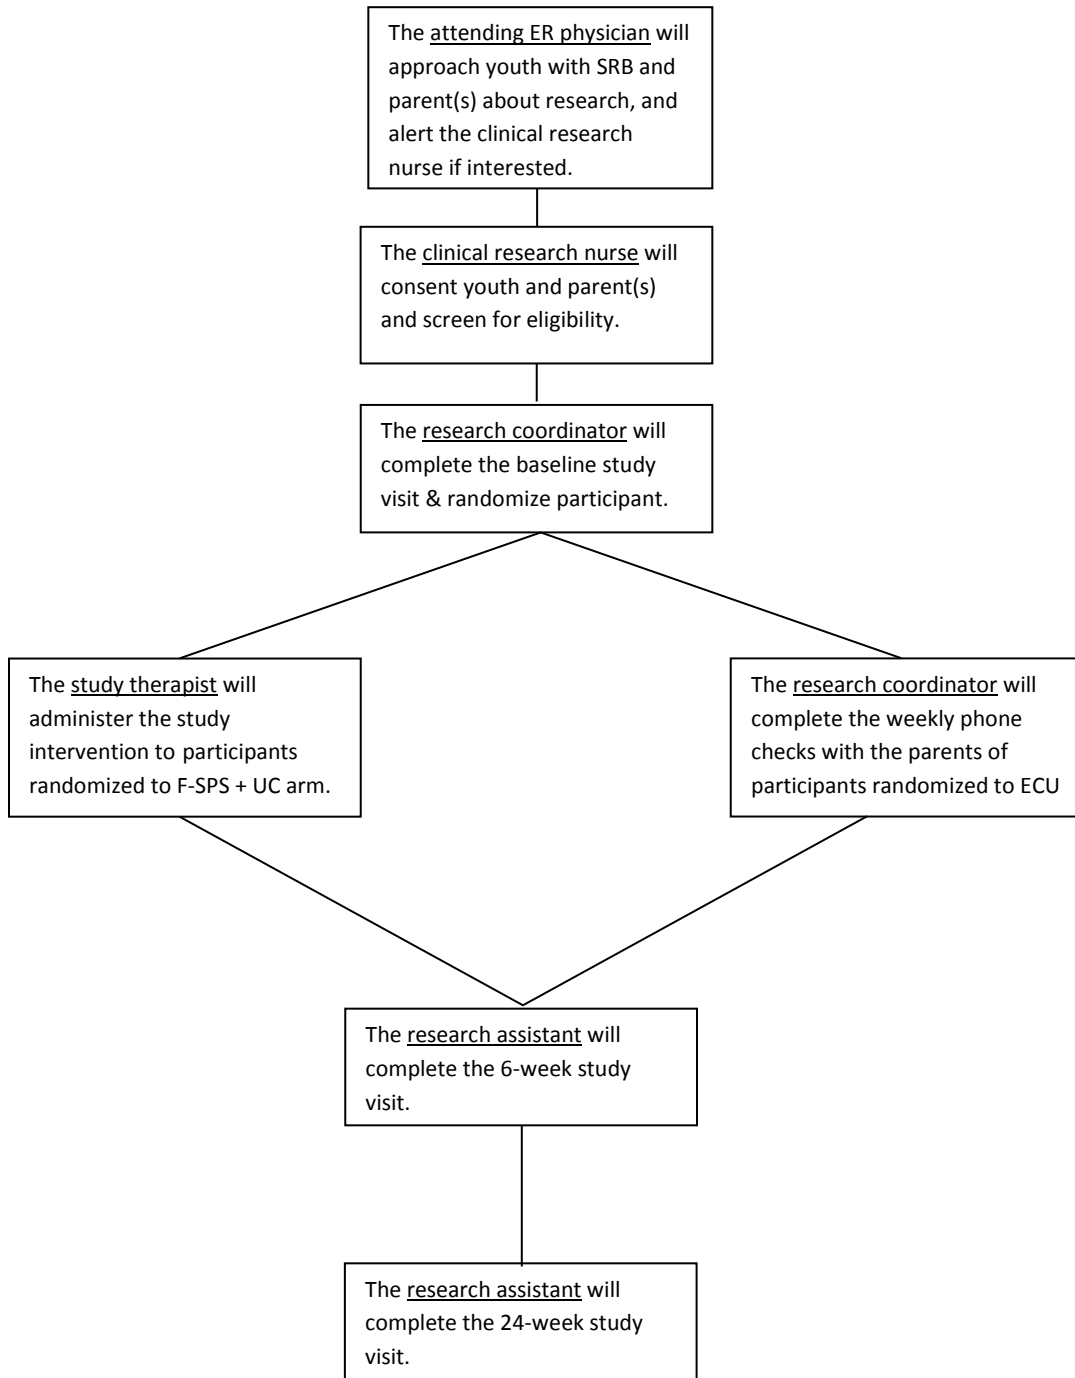 The attending ER physician will
approach youth with SRB and
parent(s) about research, and
alert the clinical research
nurse if interested.
The clinical research nurse will
consent youth and parent(s)
and screen for eligibility.
The research coordinator will
complete the baseline study
visit & randomize participant.
The study therapist will
administer the study
intervention to participants
randomized to F-SPS + UC arm.
The research coordinator will
complete the weekly phone
checks with the parents of
participants randomized to ECU
The research assistant will
complete the 6-week study
visit.
The research assistant will
complete the 24-week study
visit.